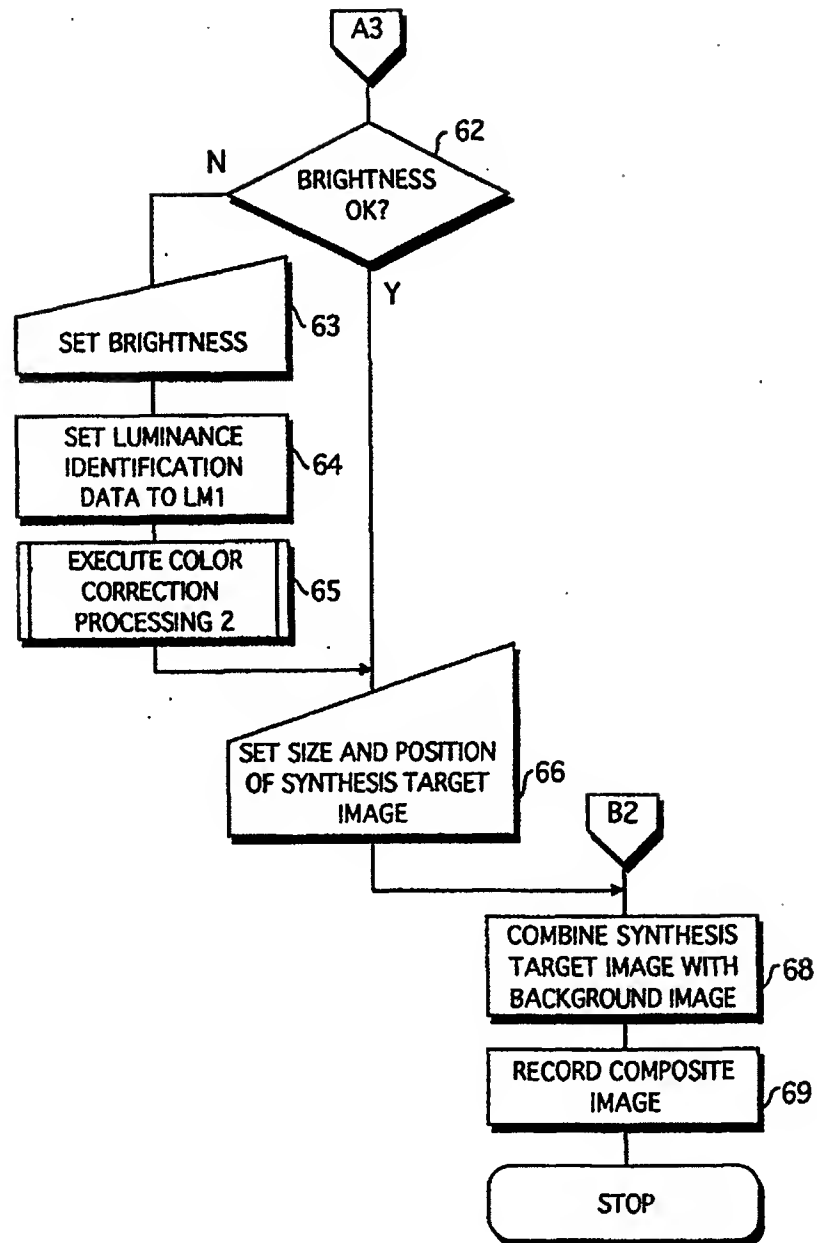 A3
62
N
BRIGHTNESS
OK?
Y
63
SET BRIGHTNESS
SET LUMINANCE
IDENTIFICATION
DATA TO LM1
64
EXECUTE COLOR
CORRECTION
PROCESSING 2
65
SET SIZE AND POSITION
OF SYNTHESIS TARGET
IMAGE
66
B2
COMBINE SYNTHESIS
TARGET IMAGE WITH
BACKGROUND IMAGE
68
RECORD COMPOSITE
IMAGE
69
STOP